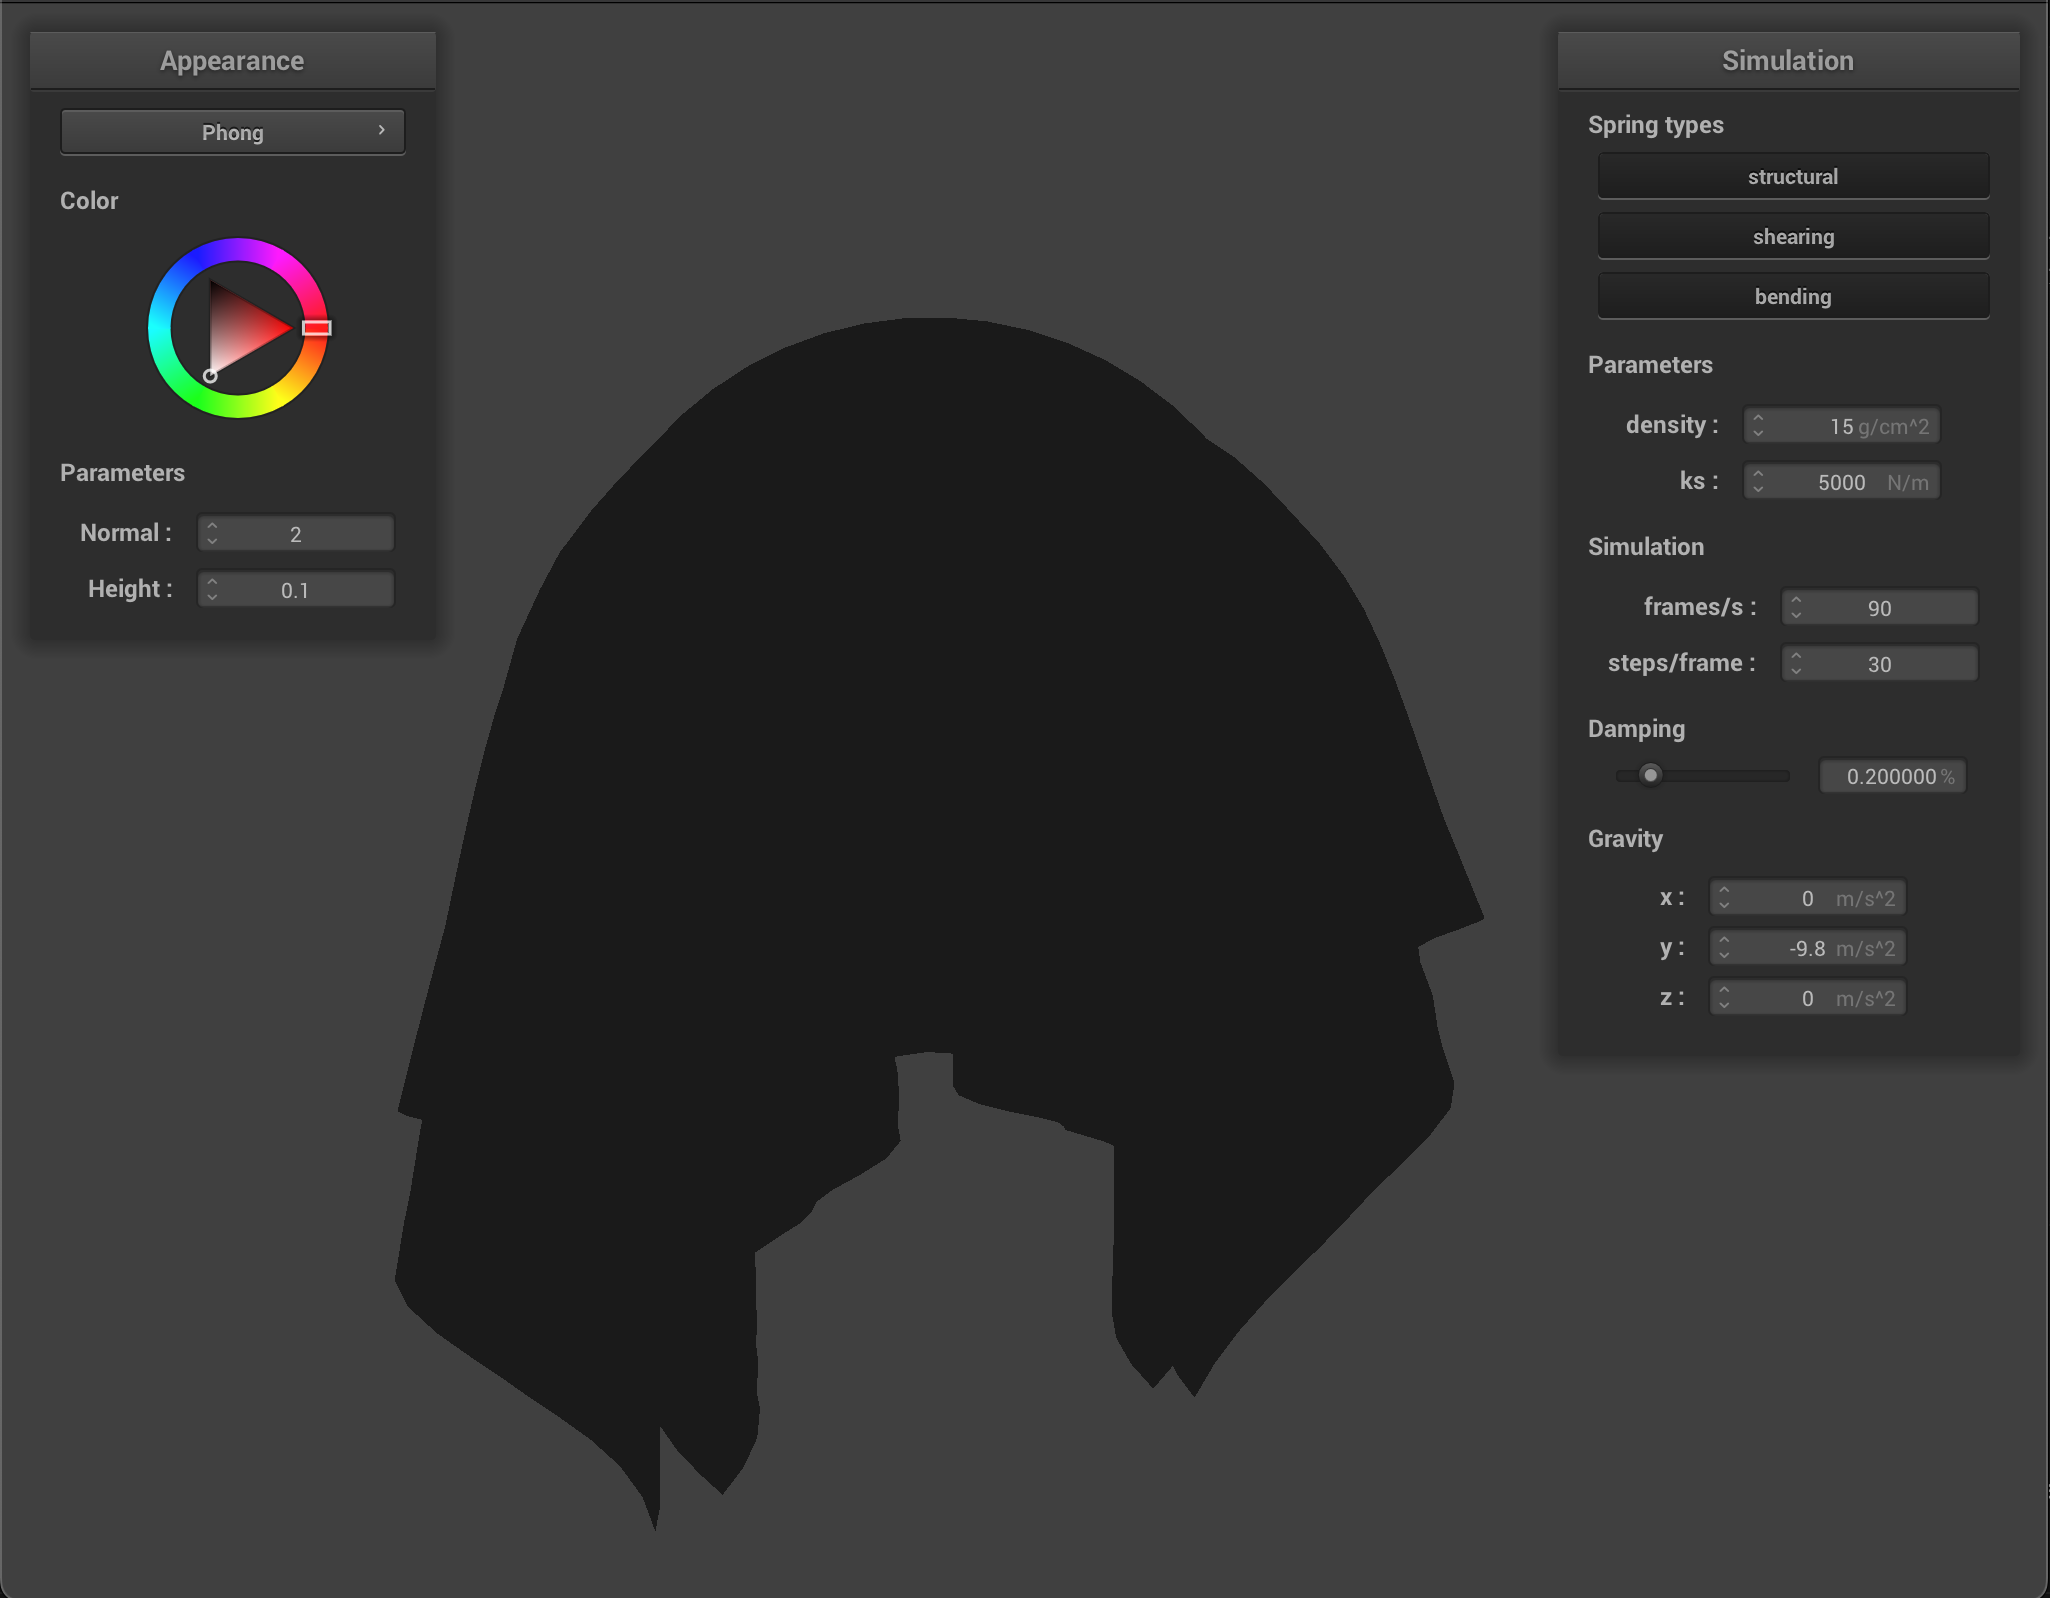 Appearance
Phong
Color
Parameters
Normal : 2
Height : 0.1
Simulation
Spring types
structural
shearing
bending
Parameters
density : 15 g/cm^2
ks : 5000 N/m
Simulation
frames/s : 90
steps/frame : 30
Damping
0.200000 %
Gravity
x : 0 m/s^2
y : -9.8 m/s^2
z : 0 m/s^2